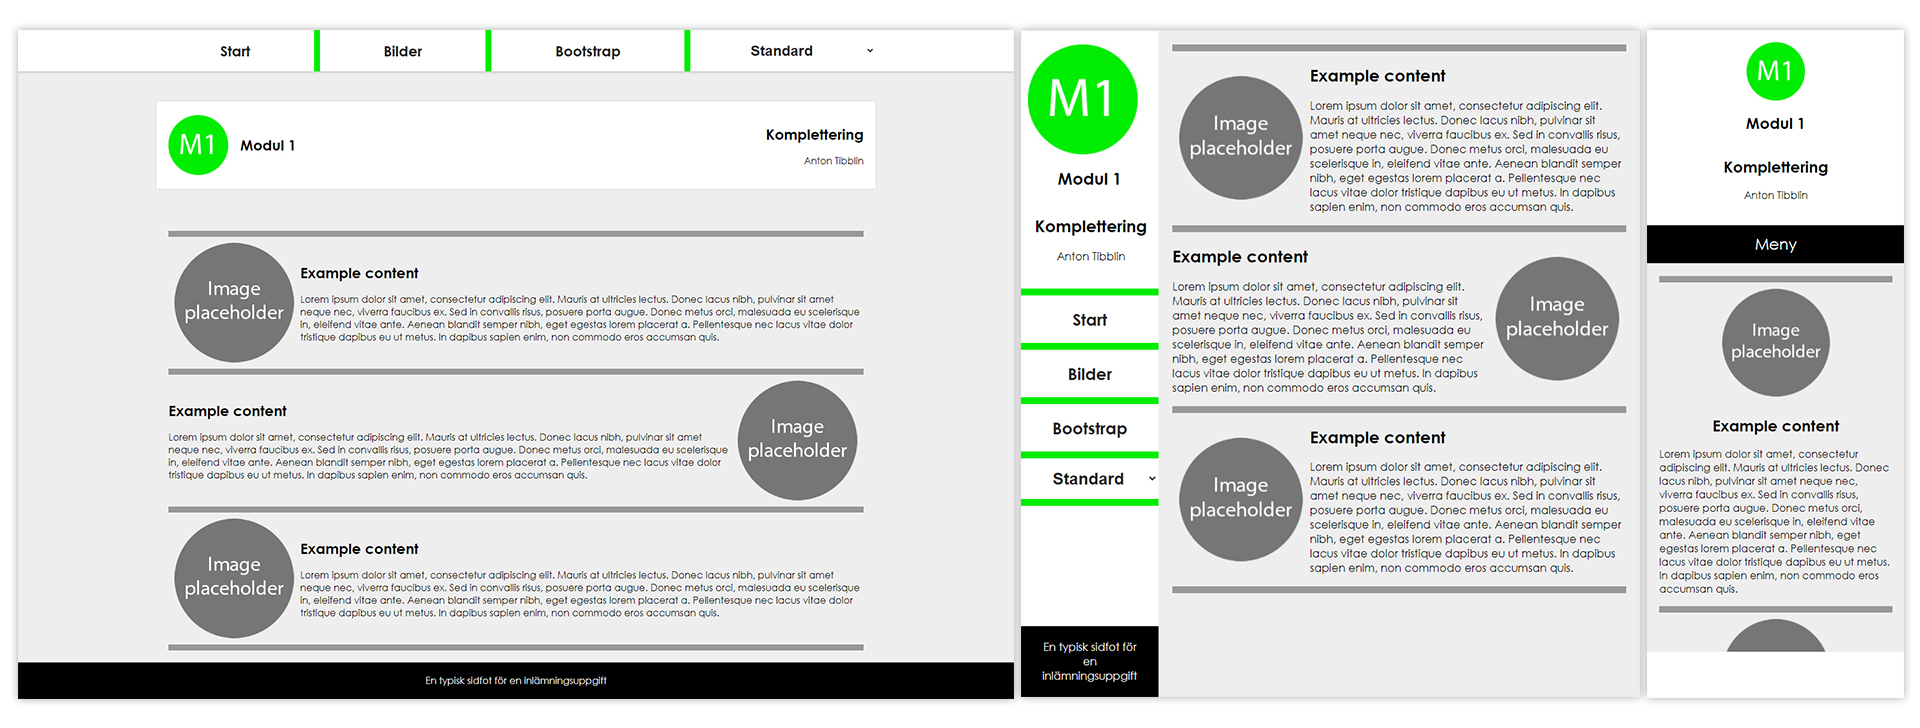 Start
Bilder
Bootstrap
Standard
M1
Modul 1
Komplettering
Anton Tibblin
Image
placeholder
Example content
Lorem ipsum dolor sit amet, consectetur adipiscing elit. Mauris at ultricies lectus. Donec lacus nibh, pulvinar sit amet
neque nec, viverra faucibus ex. Sed in convallis risus, posuere porta augue. Donec metus orci, malesuada eu scelerisque
in, eleifend vitae ante. Aenean blandit semper nibh, eget egestas lorem placerat a. Pellentesque nec lacus vitae dolor
tristique dapibus eu ut metus. In dapibus sapien enim, non commodo eros accumsan quis.
Example content
Lorem ipsum dolor sit amet, consectetur adipiscing elit. Mauris at ultricies lectus. Donec lacus nibh, pulvinar sit amet
neque nec, viverra faucibus ex. Sed in convallis risus, posuere porta augue. Donec metus orci, malesuada eu scelerisque
in, eleifend vitae ante. Aenean blandit semper nibh, eget egestas lorem placerat a. Pellentesque nec lacus vitae dolor
tristique dapibus eu ut metus. In dapibus sapien enim, non commodo eros accumsan quis.
Image
placeholder
Image
placeholder
Example content
Lorem ipsum dolor sit amet, consectetur adipiscing elit. Mauris at ultricies lectus. Donec lacus nibh, pulvinar sit amet
neque nec, viverra faucibus ex. Sed in convallis risus, posuere porta augue. Donec metus orci, malesuada eu scelerisque
in, eleifend vitae ante. Aenean blandit semper nibh, eget egestas lorem placerat a. Pellentesque nec lacus vitae dolor
tristique dapibus eu ut metus. In dapibus sapien enim, non commodo eros accumsan quis.
En typisk sidfot för en inlämningsuppgift
M1
Modul 1
Komplettering
Anton Tibblin
Start
Bilder
Bootstrap
Standard
En typisk sidfot för
en
inlämningsuppgift
Image
placeholder
Example content
Lorem ipsum dolor sit amet, consectetur adipiscing elit.
Mauris at ultricies lectus. Donec lacus nibh, pulvinar sit
amet neque nec, viverra faucibus ex. Sed in convallis risus,
posuere porta augue. Donec metus orci, malesuada eu
scelerisque in, eleifend vitae ante. Aenean blandit semper
nibh, eget egestas lorem placerat a. Pellentesque nec
lacus vitae dolor tristique dapibus eu ut metus. In dapibus
sapien enim, non commodo eros accumsan quis.
Example content
Lorem ipsum dolor sit amet, consectetur adipiscing elit.
Mauris at ultricies lectus. Donec lacus nibh, pulvinar sit
amet neque nec, viverra faucibus ex. Sed in convallis risus,
posuere porta augue. Donec metus orci, malesuada eu
scelerisque in, eleifend vitae ante. Aenean blandit semper
nibh, eget egestas lorem placerat a. Pellentesque nec
lacus vitae dolor tristique dapibus eu ut metus. In dapibus
sapien enim, non commodo eros accumsan quis.
Image
placeholder
Image
placeholder
Example content
Lorem ipsum dolor sit amet, consectetur adipiscing elit.
Mauris at ultricies lectus. Donec lacus nibh, pulvinar sit
amet neque nec, viverra faucibus ex. Sed in convallis risus,
posuere porta augue. Donec metus orci, malesuada eu
scelerisque in, eleifend vitae ante. Aenean blandit semper
nibh, eget egestas lorem placerat a. Pellentesque nec
lacus vitae dolor tristique dapibus eu ut metus. In dapibus
sapien enim, non commodo eros accumsan quis.
M1
Modul 1
Komplettering
Anton Tibblin
Meny
Image
placeholder
Example content
Lorem ipsum dolor sit amet, consectetur
adipiscing elit. Mauris at ultricies lectus. Donec
lacus nibh, pulvinar sit amet neque nec,
viverra faucibus ex. Sed in convallis risus,
posuere porta augue. Donec metus orci,
malesuada eu scelerisque in, eleifend vitae
ante. Aenean blandit semper nibh, eget
egestas lorem placerat a. Pellentesque nec
lacus vitae dolor tristique dapibus eu ut metus.
In dapibus sapien enim, non commodo eros
accumsan quis.